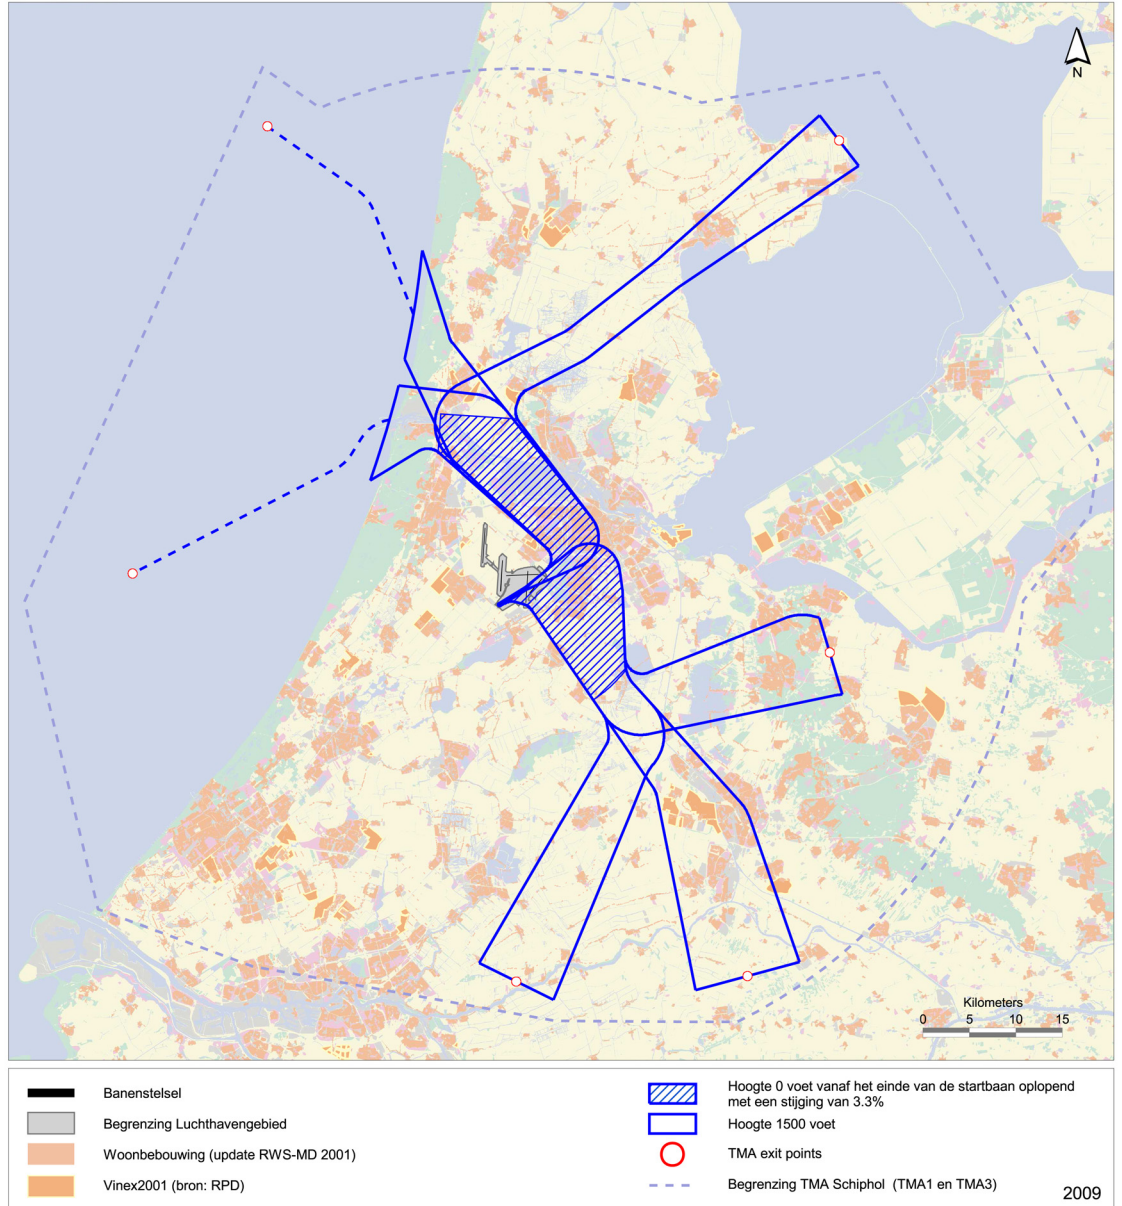 N
Kilometers
0 5 10 15
Banenstelsel
Begrenzing Luchthavengebied
Woonbebouwing (update RWS-MD 2001)
Vinex2001 (bron: RPD)
Hoogte 0 voet vanaf het einde van de startbaan oplopend
met een stijging van 3.3%
Hoogte 1500 voet
TMA exit points
Begrenzing TMA Schiphol (TMA1 en TMA3)
2009